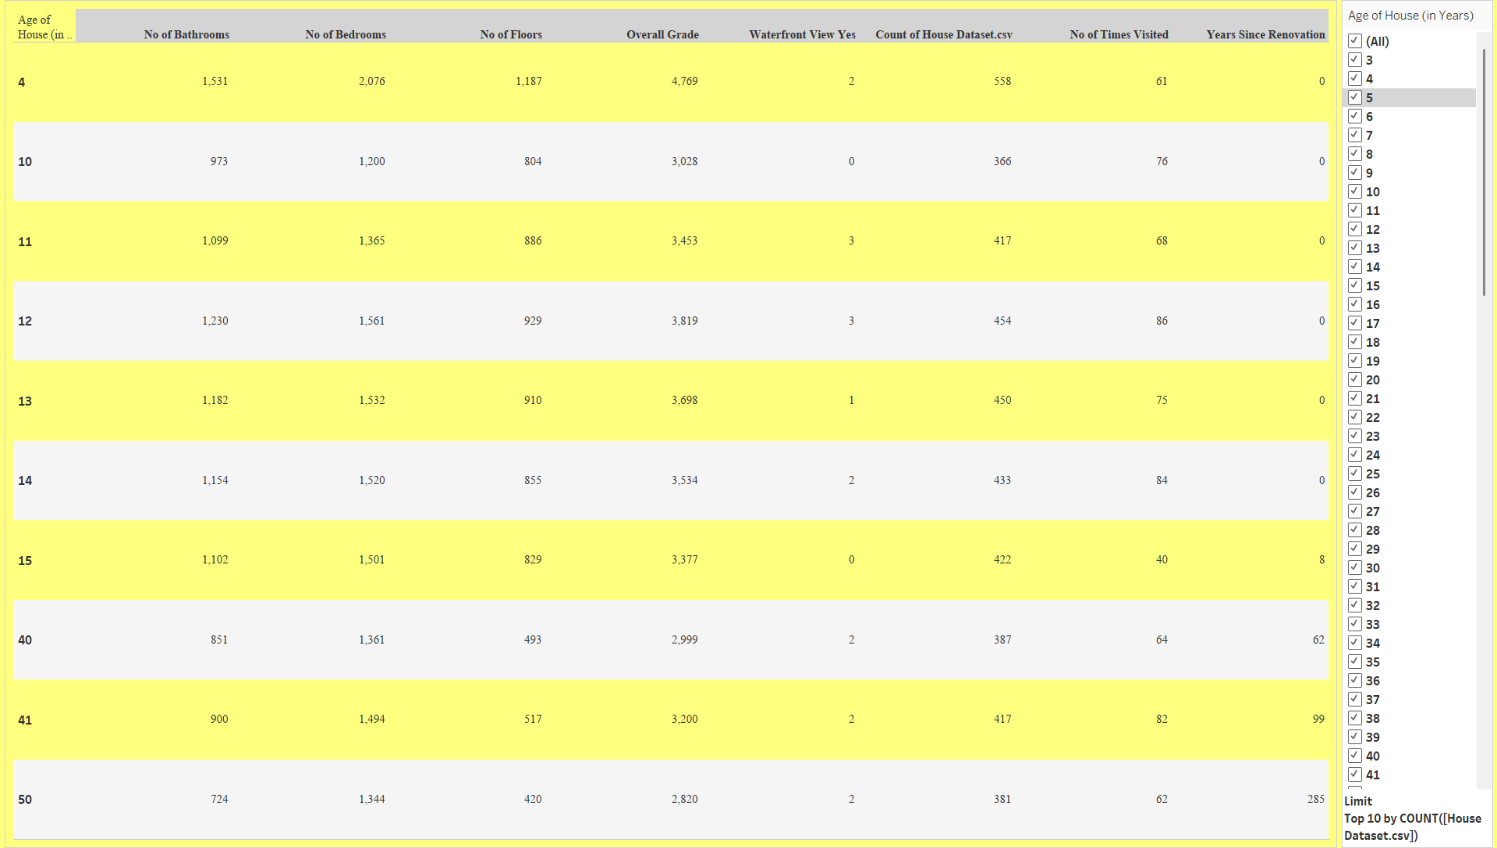 Age of
House (in .. No of Bathrooms No of Bedrooms No of Floors Overall Grade Waterfront View Yes Count of House Dataset.csv No of Times Visited Years Since Renovation
4 1,531 2,076 1,187 4,769 2 558 61 0
10 973 1,200 804 3,028 0 366 76 0
11 1,099 1,365 886 3,453 3 417 68 0
12 1,230 1,561 929 3,819 3 454 86 0
13 1,182 1,532 910 3,698 1 450 75 0
14 1,154 1,520 855 3,534 2 433 84 0
15 1,102 1,501 829 3,377 0 422 40 8
40 851 1,361 493 2,999 2 387 64 62
41 900 1,494 517 3,200 2 417 82 99
50 724 1,344 420 2,820 2 381 62 285
Age of House (in Years)
(All)
3
4
5
6
7
8
9
10
11
12
13
14
15
16
17
18
19
20
21
22
23
24
25
26
27
28
29
30
31
32
33
34
35
36
37
38
39
40
41
Limit
Top 10 by COUNT([House
Dataset.csv])